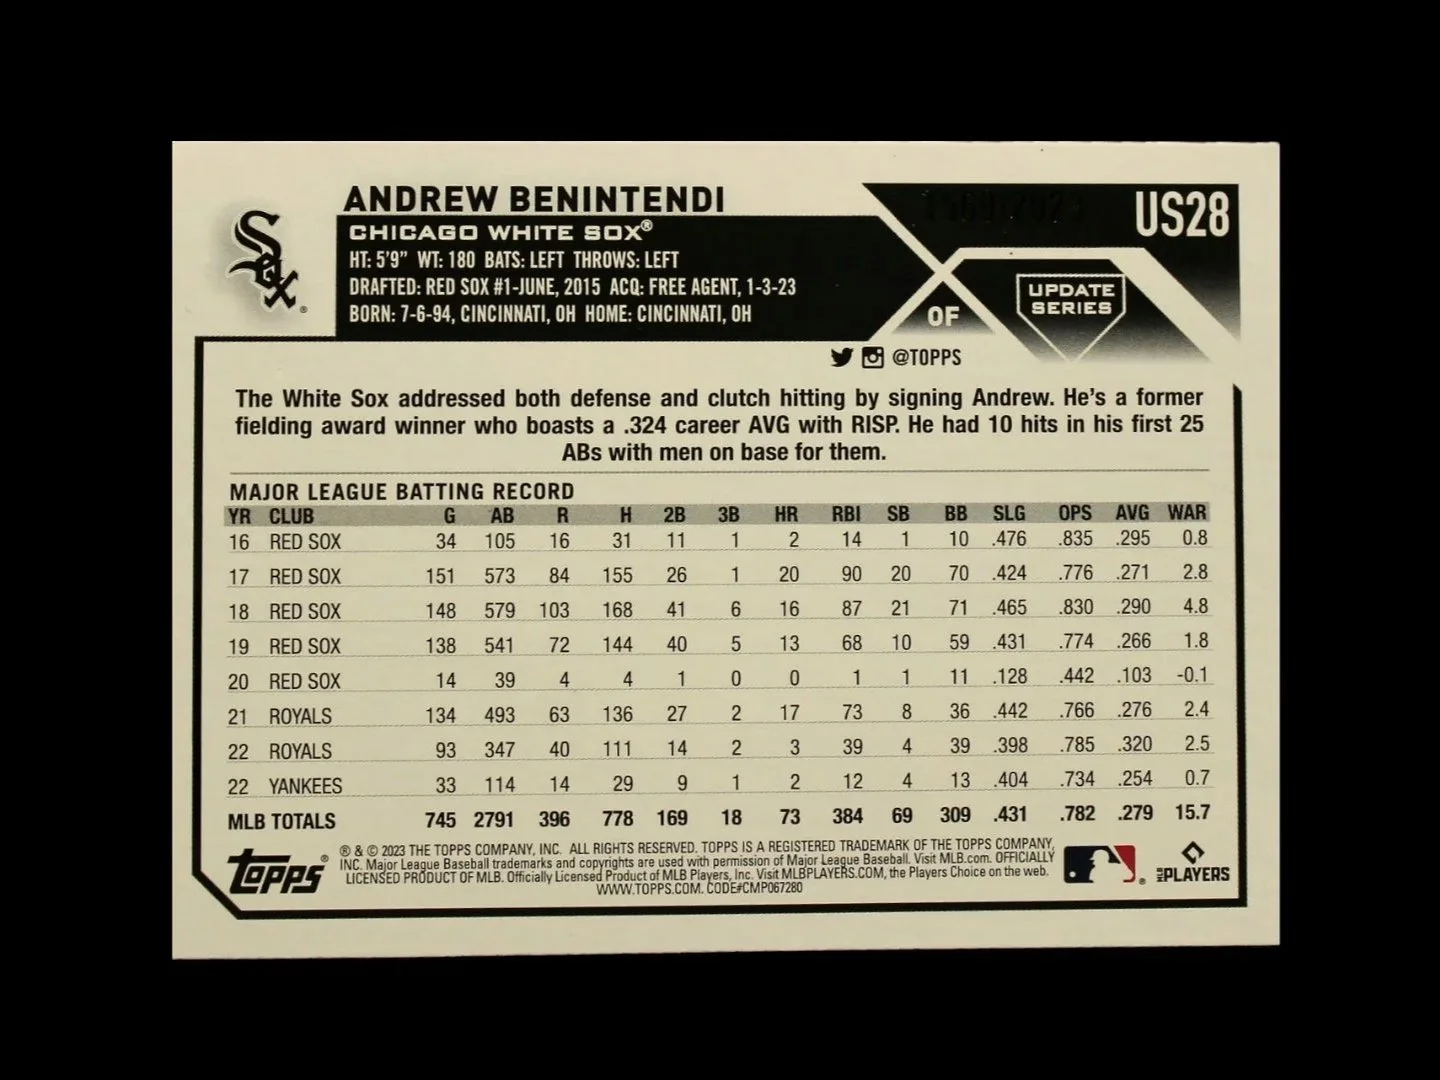 ANDREW BENINTENDI
US28
CHICAGO WHITE SOX®
HT: 5'9" WT: 180 BATS: LEFT THROWS: LEFT
DRAFTED: RED SOX #1-JUNE, 2015 ACQ: FREE AGENT, 1-3-23
BORN: 7-6-94, CINCINNATI, OH HOME: CINCINNATI, OH
SOX®
OF
UPDATE
SERIES
@TOPPS
The White Sox addressed both defense and clutch hitting by signing Andrew. He's a former
fielding award winner who boasts a .324 career AVG with RISP. He had 10 hits in his first 25
ABs with men on base for them.
MAJOR LEAGUE BATTING RECORD
YR CLUB G AB R H 2B 3B HR RBI SB BB SLG OPS AVG WAR
16 RED SOX 34 105 16 31 11 1 2 14 1 10 .476 .835 .295 0.8
17 RED SOX 151 573 84 155 26 1 20 90 20 70 .424 .776 .271 2.8
18 RED SOX 148 579 103 168 41 6 16 87 21 71 .465 .830 .290 4.8
19 RED SOX 138 541 72 144 40 5 13 68 10 59 .431 .774 .266 1.8
20 RED SOX 14 39 4 4 1 0 0 1 1 11 .128 .442 .103 -0.1
21 ROYALS 134 493 63 136 27 2 17 73 8 36 .442 .766 .276 2.4
22 ROYALS 93 347 40 111 14 2 3 39 4 39 .398 .785 .320 2.5
22 YANKEES 33 114 14 29 9 1 2 12 4 13 .404 .734 .254 0.7
MLB TOTALS 745 2791 396 778 169 18 73 384 69 309 .431 .782 .279 15.7
TOPPS®
® & © 2023 THE TOPPS COMPANY, INC. ALL RIGHTS RESERVED. TOPPS IS A REGISTERED TRADEMARK OF THE TOPPS COMPANY,
INC. Major League Baseball trademarks and copyrights are used with permission of Major League Baseball. Visit MLB.com. OFFICIALLY
LICENSED PRODUCT OF MLB. Officially Licensed Product of MLB Players, Inc. Visit MLBPLAYERS.COM, the Players Choice on the web.
WWW.TOPPS.COM. CODE#CMP067280
MLB PLAYERS